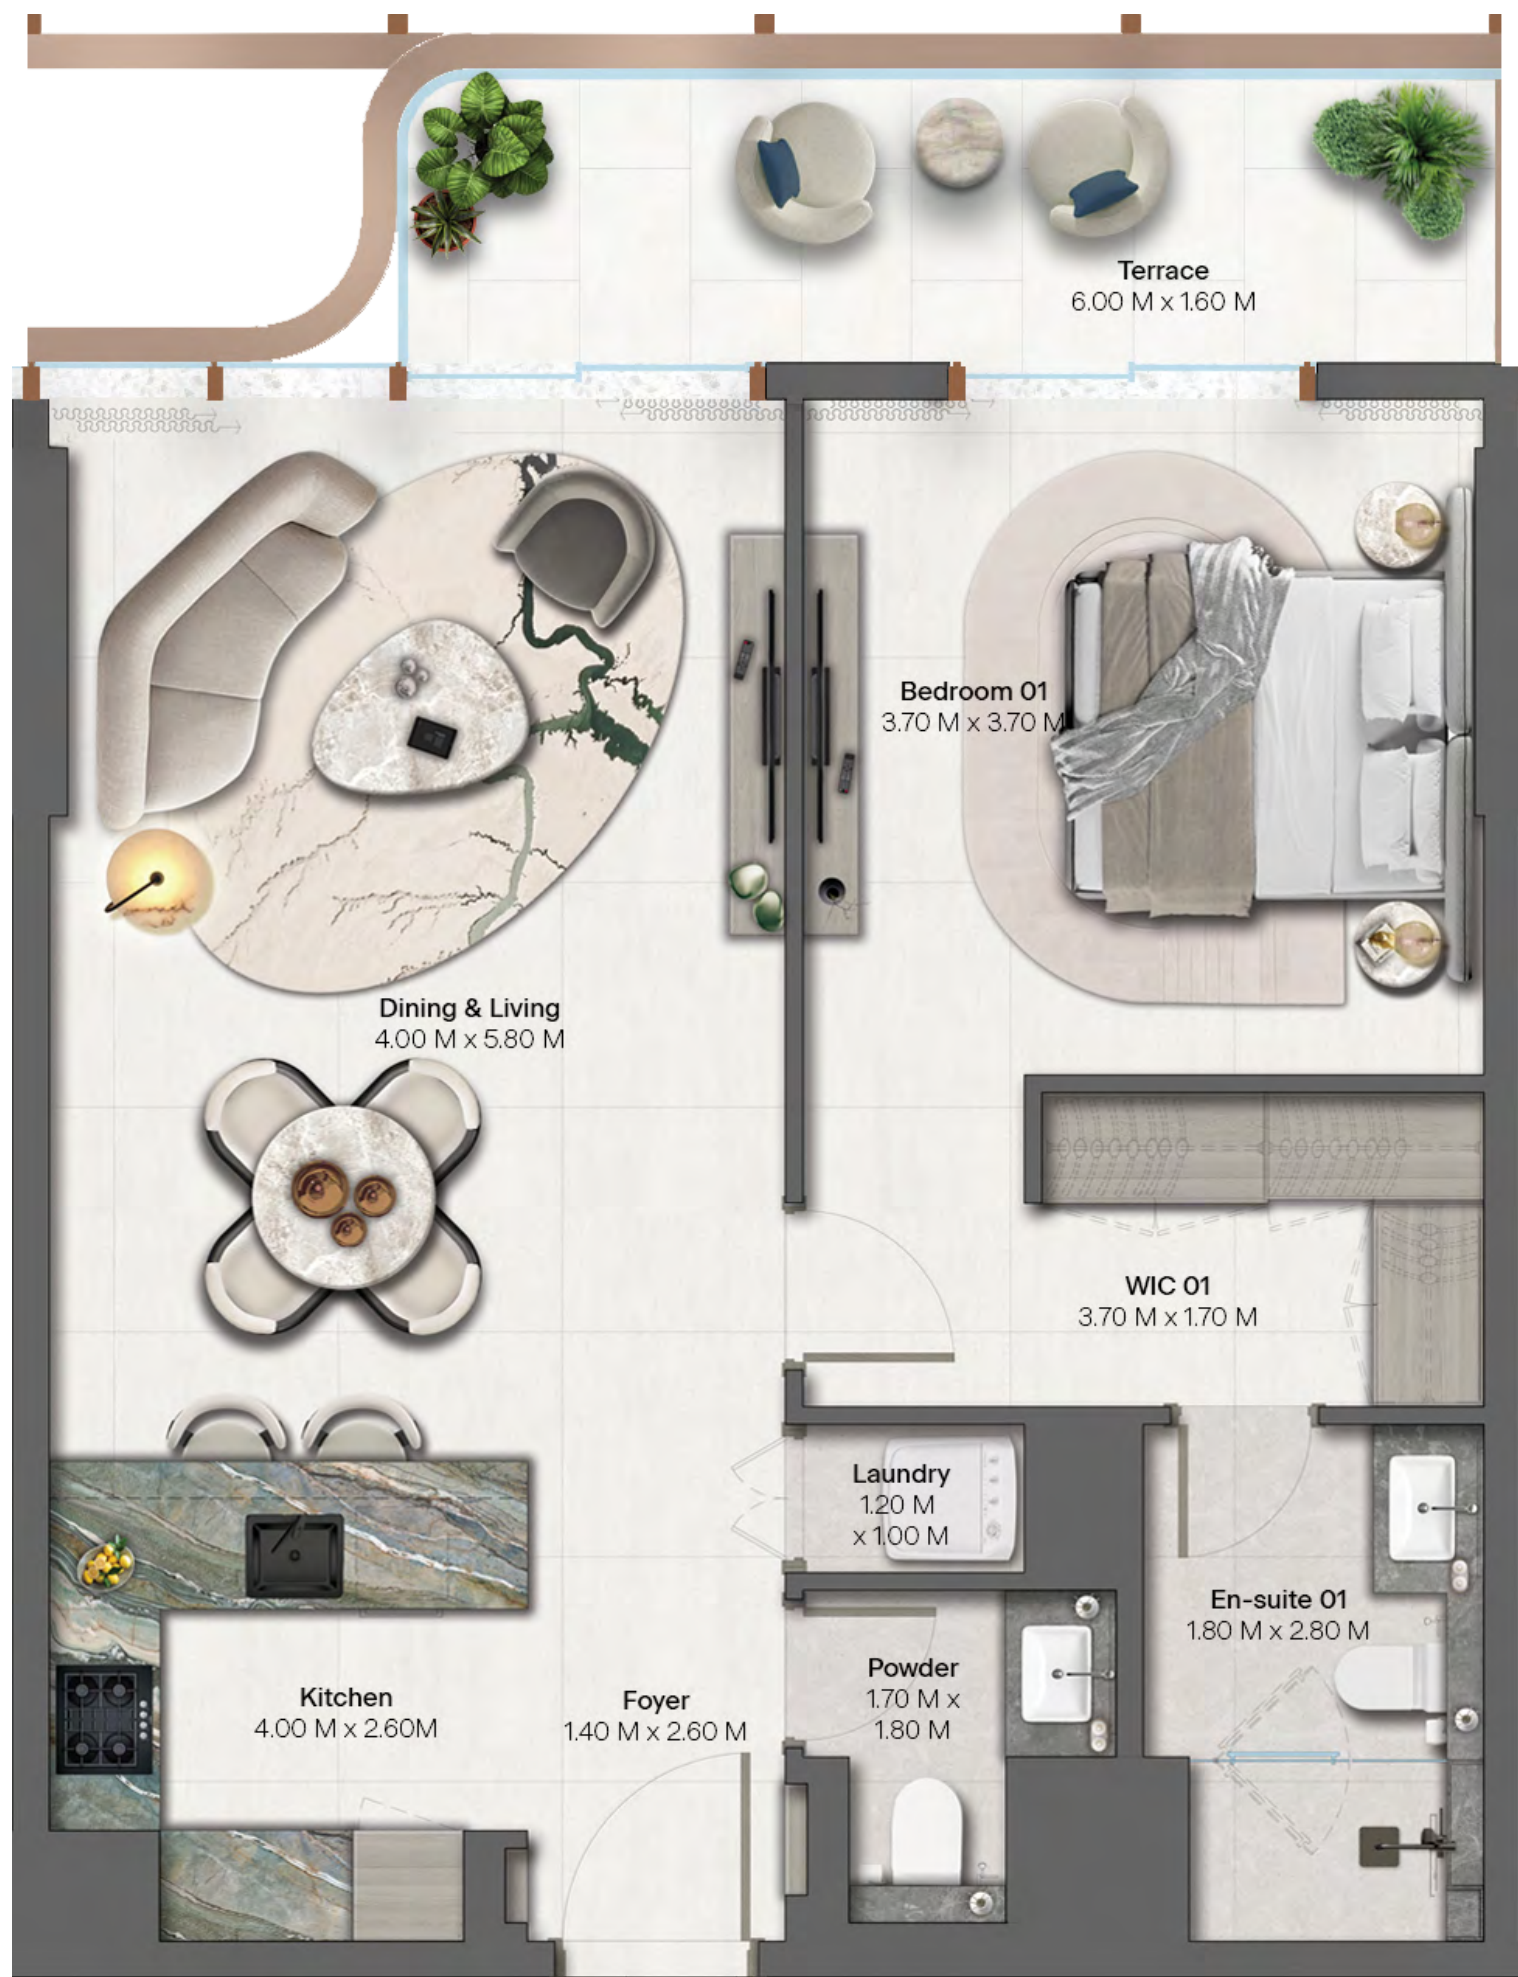 Terrace
6.00 M x 1.60 M
Bedroom 01
3.70 M x 3.70 M
Dining & Living
4.00 M x 5.80 M
WIC 01
3.70 M x 1.70 M
Laundry
1.20 M
x 1.00 M
En-suite 01
1.80 M x 2.80 M
Powder
1.70 M x
1.80 M
Kitchen
4.00 M x 2.60M
Foyer
1.40 M x 2.60 M